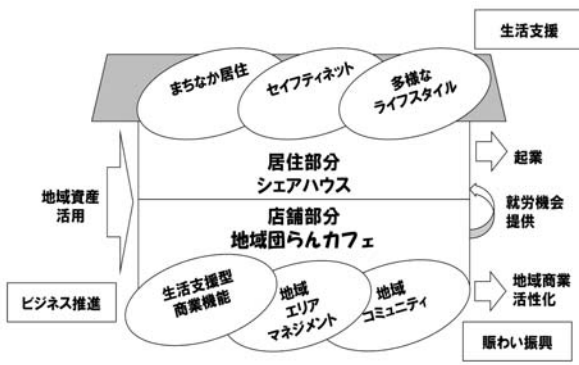 生活支援
まちなか居住
セイフティネット
多様な
ライフスタイル
居住部分
シェアハウス
起業
地域資産
活用
就労機会
提供
店舗部分
地域団らんカフェ
生活支援型
商業機能
地域
エリア
マネジメント
地域
コミュニティ
地域商業
活性化
ビジネス推進
賑わい振興